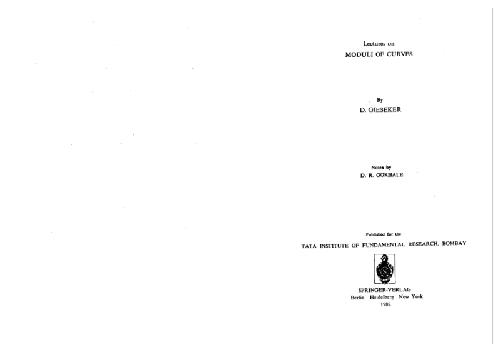 Lectures on
MODULI OF CURVES
By
D. GIESEKER
Notes by
D. R. GOKHALE
Published for the
TATA INSTITUTE OF FUNDAMENTAL RESEARCH, BOMBAY
SPRINGER-VERLAG
Berlin Heidelberg New York